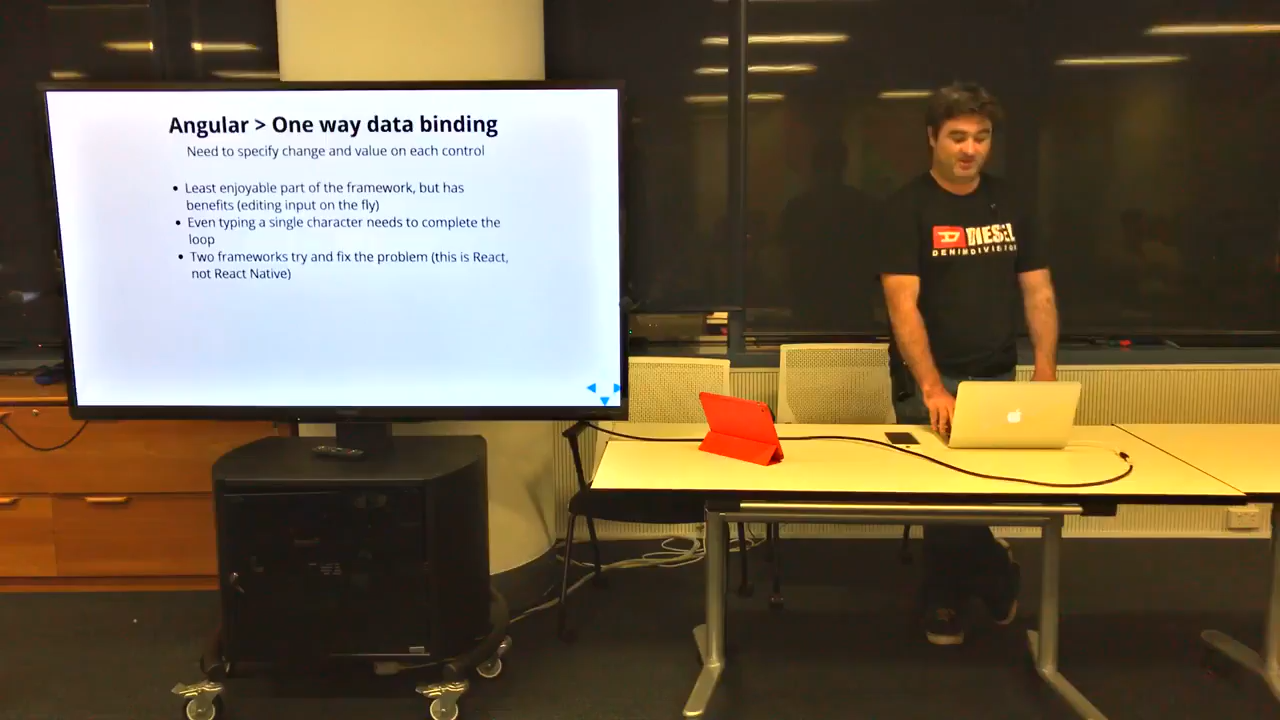 Angular > One way data binding
Need to specify change and value on each control
• Least enjoyable part of the framework, but has
benefits (editing input on the fly)
• Even typing a single character needs to complete the
loop
• Two frameworks try and fix the problem (this is React,
not React Native)
DIESEL